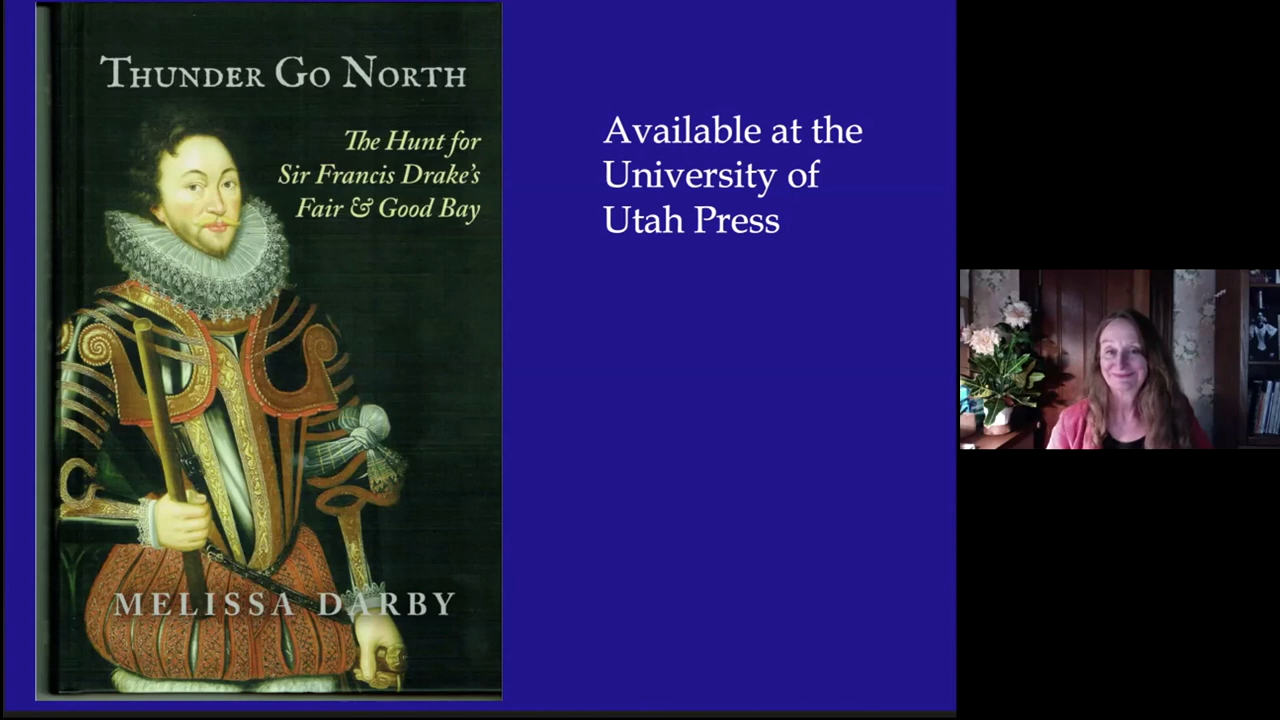 THUNDER GO NORTH
The Hunt for
Sir Francis Drake's
Fair & Good Bay
MELISSA DARBY
Available at the
University of
Utah Press